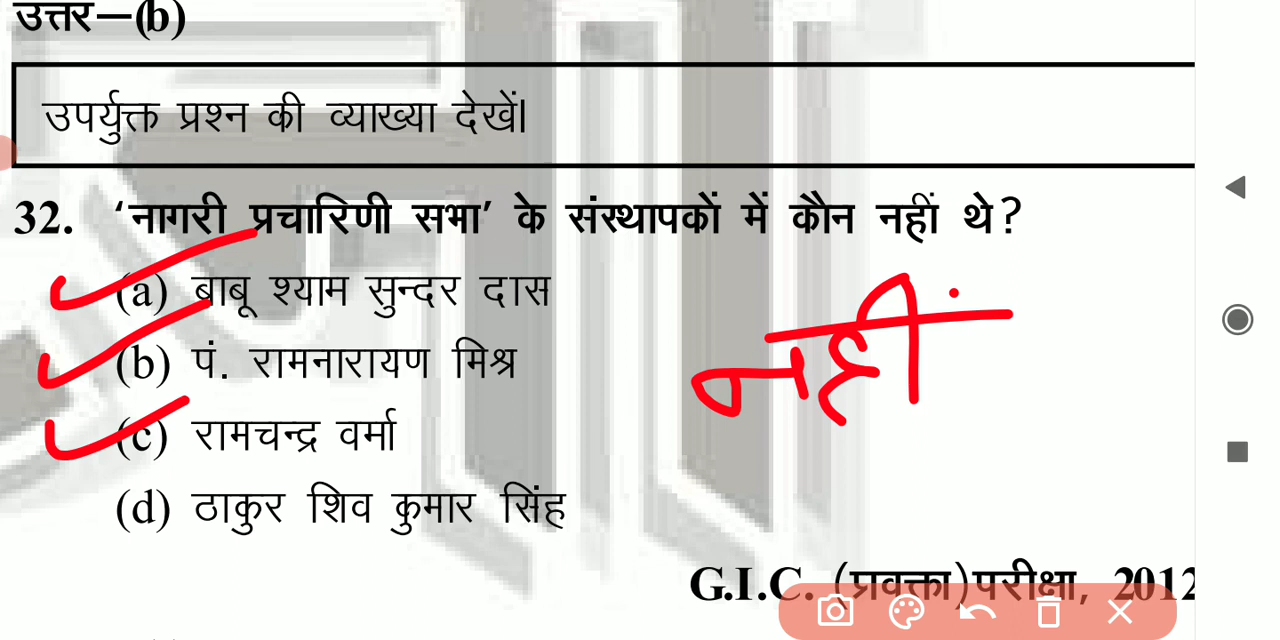 उत्तर—(b)
उपर्युक्त प्रश्न की व्याख्या देखें।
32. 'नागरी प्रचारिणी सभा' के संस्थापकों में कौन नहीं थे?
(a) बाबू श्याम सुन्दर दास
नहीं
(b) पं. रामनारायण मिश्र
(c) रामचन्द्र वर्मा
(d) ठाकुर शिव कुमार सिंह
G.I.C. (प्रवक्ता) परीक्षा, 2012